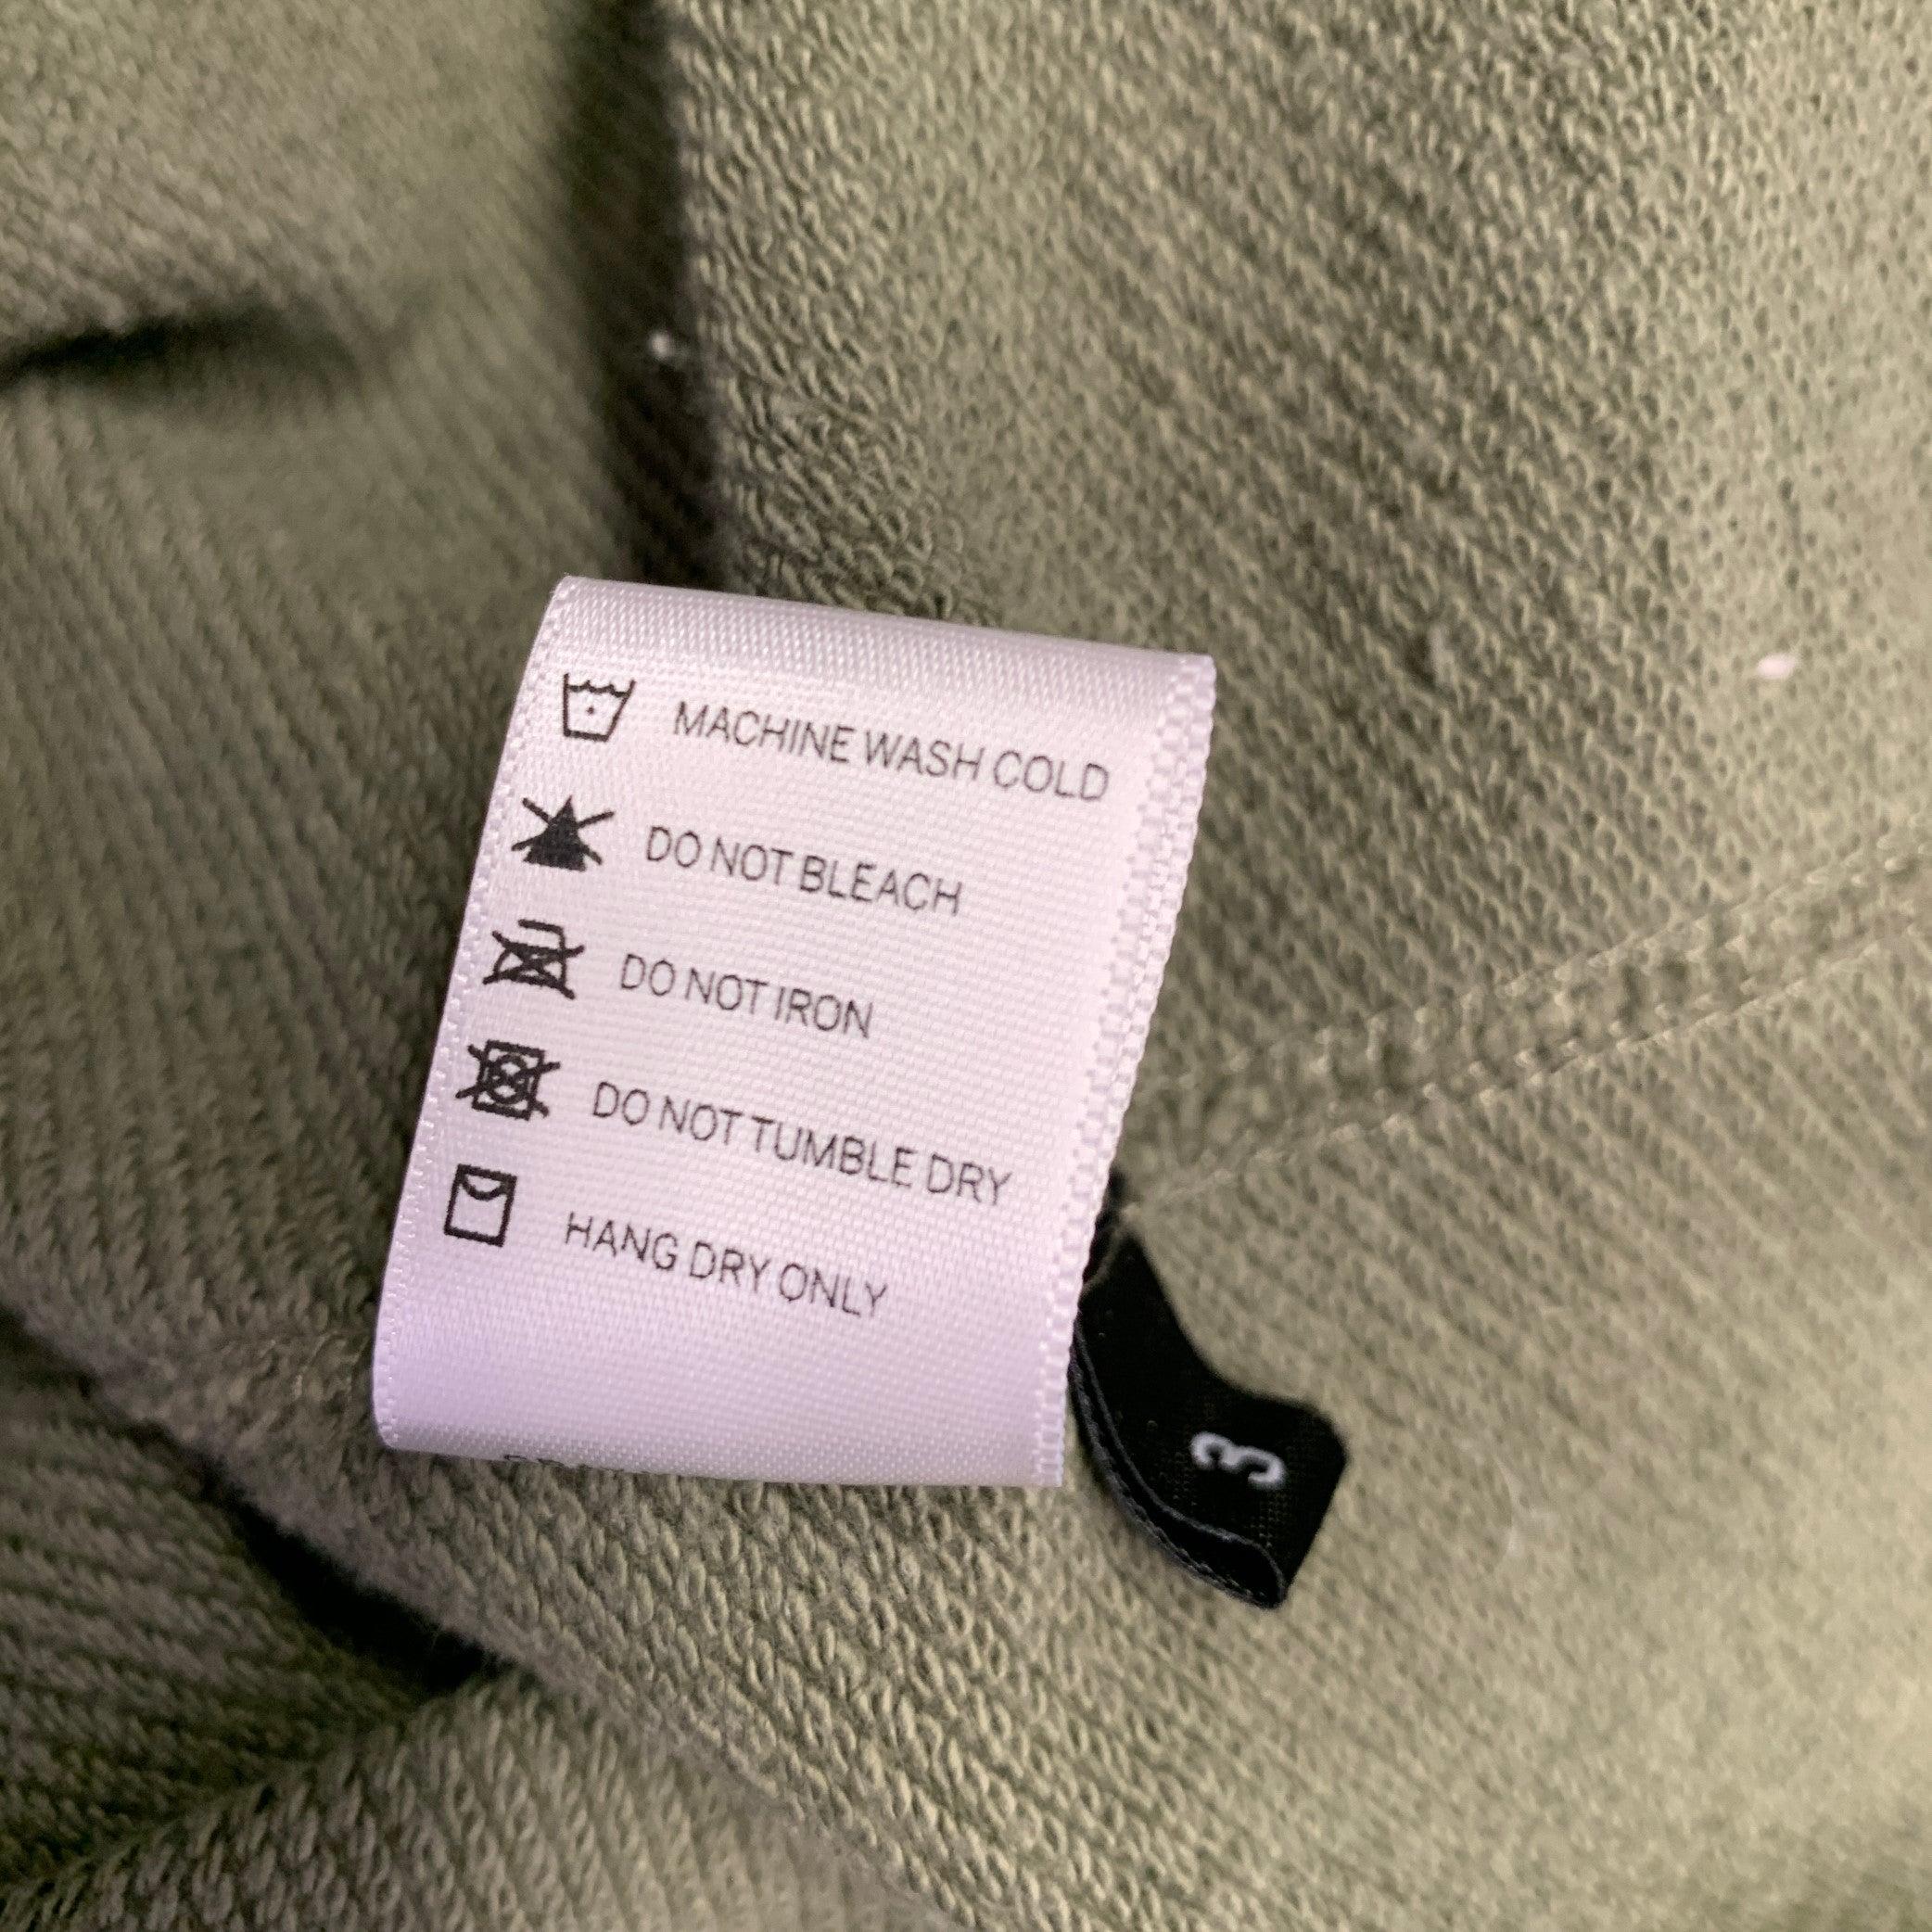 MACHINE WASH COLD
DO NOT BLEACH
DO NOT IRON
DO NOT TUMBLE DRY
HANG DRY ONLY
3